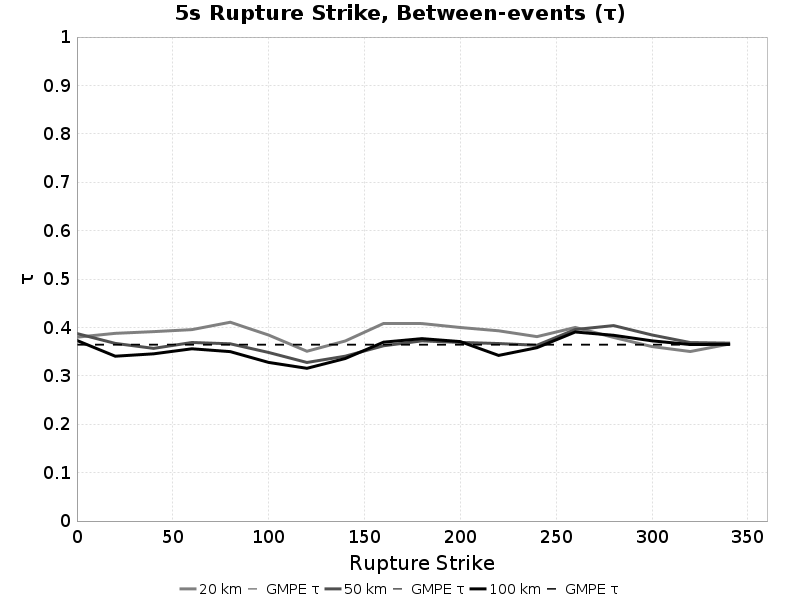 5s Rupture Strike, Between-events (τ)
1
0.9
0.8
0.7
0.6
0.5
0.4
0.3
0.2
0.1
0
τ
0 50 100 150 200 250 300 350
Rupture Strike
20 km GMPE τ 50 km GMPE τ 100 km GMPE τ